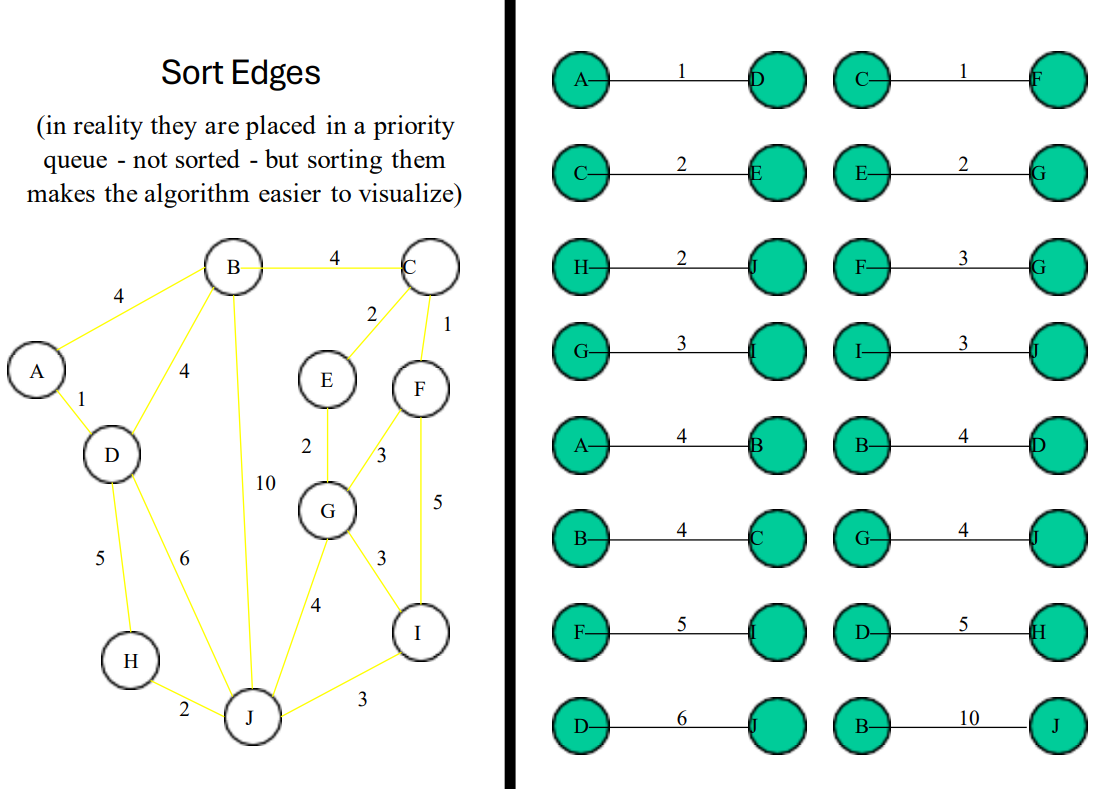 Sort Edges
(in reality they are placed in a priority
queue - not sorted - but sorting them
makes the algorithm easier to visualize)
B 4 C
4
2 1
A 4 E F
1
D 2 3
10 5
G
5 6 3
4
H I
2 J 3
A 1 D C 1 F
C 2 E E 2 G
H 2 J F 3 G
G 3 I I 3 J
A 4 B B 4 D
B 4 C G 4 J
F 5 I D 5 H
D 6 J B 10 J